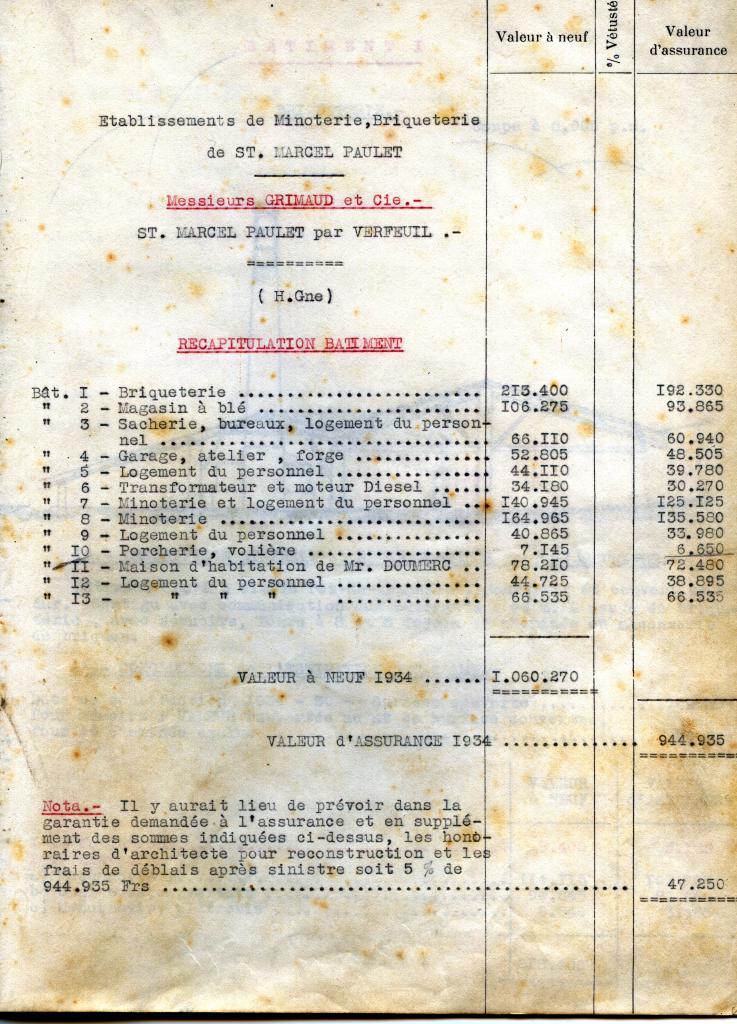 Valeur à neuf % Vétusté Valeur d'assurance
Etablissements de Minoterie,Briqueterie
de ST. MARCEL PAULET
Messieurs GRIMAUD et Cie.-
ST. MARCEL PAULET par VERFEUIL .-
==========
( H.Gne)
RECAPITULATION BATIMENT
Bât. I - Briqueterie ........................ 213.400 192.330
" 2 - Magasin à blé ...................... 106.275 93.865
" 3 - Sacherie, bureaux, logement du person-
nel ................................ 66.110 60.940
" 4 - Garage, atelier , forge ............ 52.805 48.505
" 5 - Logement du personnel .............. 44.110 39.780
" 6 - Transformateur et moteur Diesel ...... 34.180 30.270
" 7 - Minoterie et logement du personnel ... 140.945 125.125
" 8 - Minoterie .......................... 164.965 135.580
" 9 - Logement du personnel ............... 40.865 33.980
" 10 - Porcherie, volière ................. 7.145 6.650
" 11 - Maison d'habitation de Mr. DOUMERC .. 78.210 72.480
" 12 - Logement du personnel ............... 44.725 38.895
" 13 - " " " .................. 66.535 66.535
VALEUR à NEUF 1934 ...... 1.060.270
VALEUR d'ASSURANCE 1934 .............. 944.935
Nota.- Il y aurait lieu de prévoir dans la
garantie demandée à l'assurance et en supplé-
ment des sommes indiquées ci-dessus, les hono-
raires d'architecte pour reconstruction et les
frais de déblais après sinistre soit 5 % de
944.935 Frs ................................................ 47.250